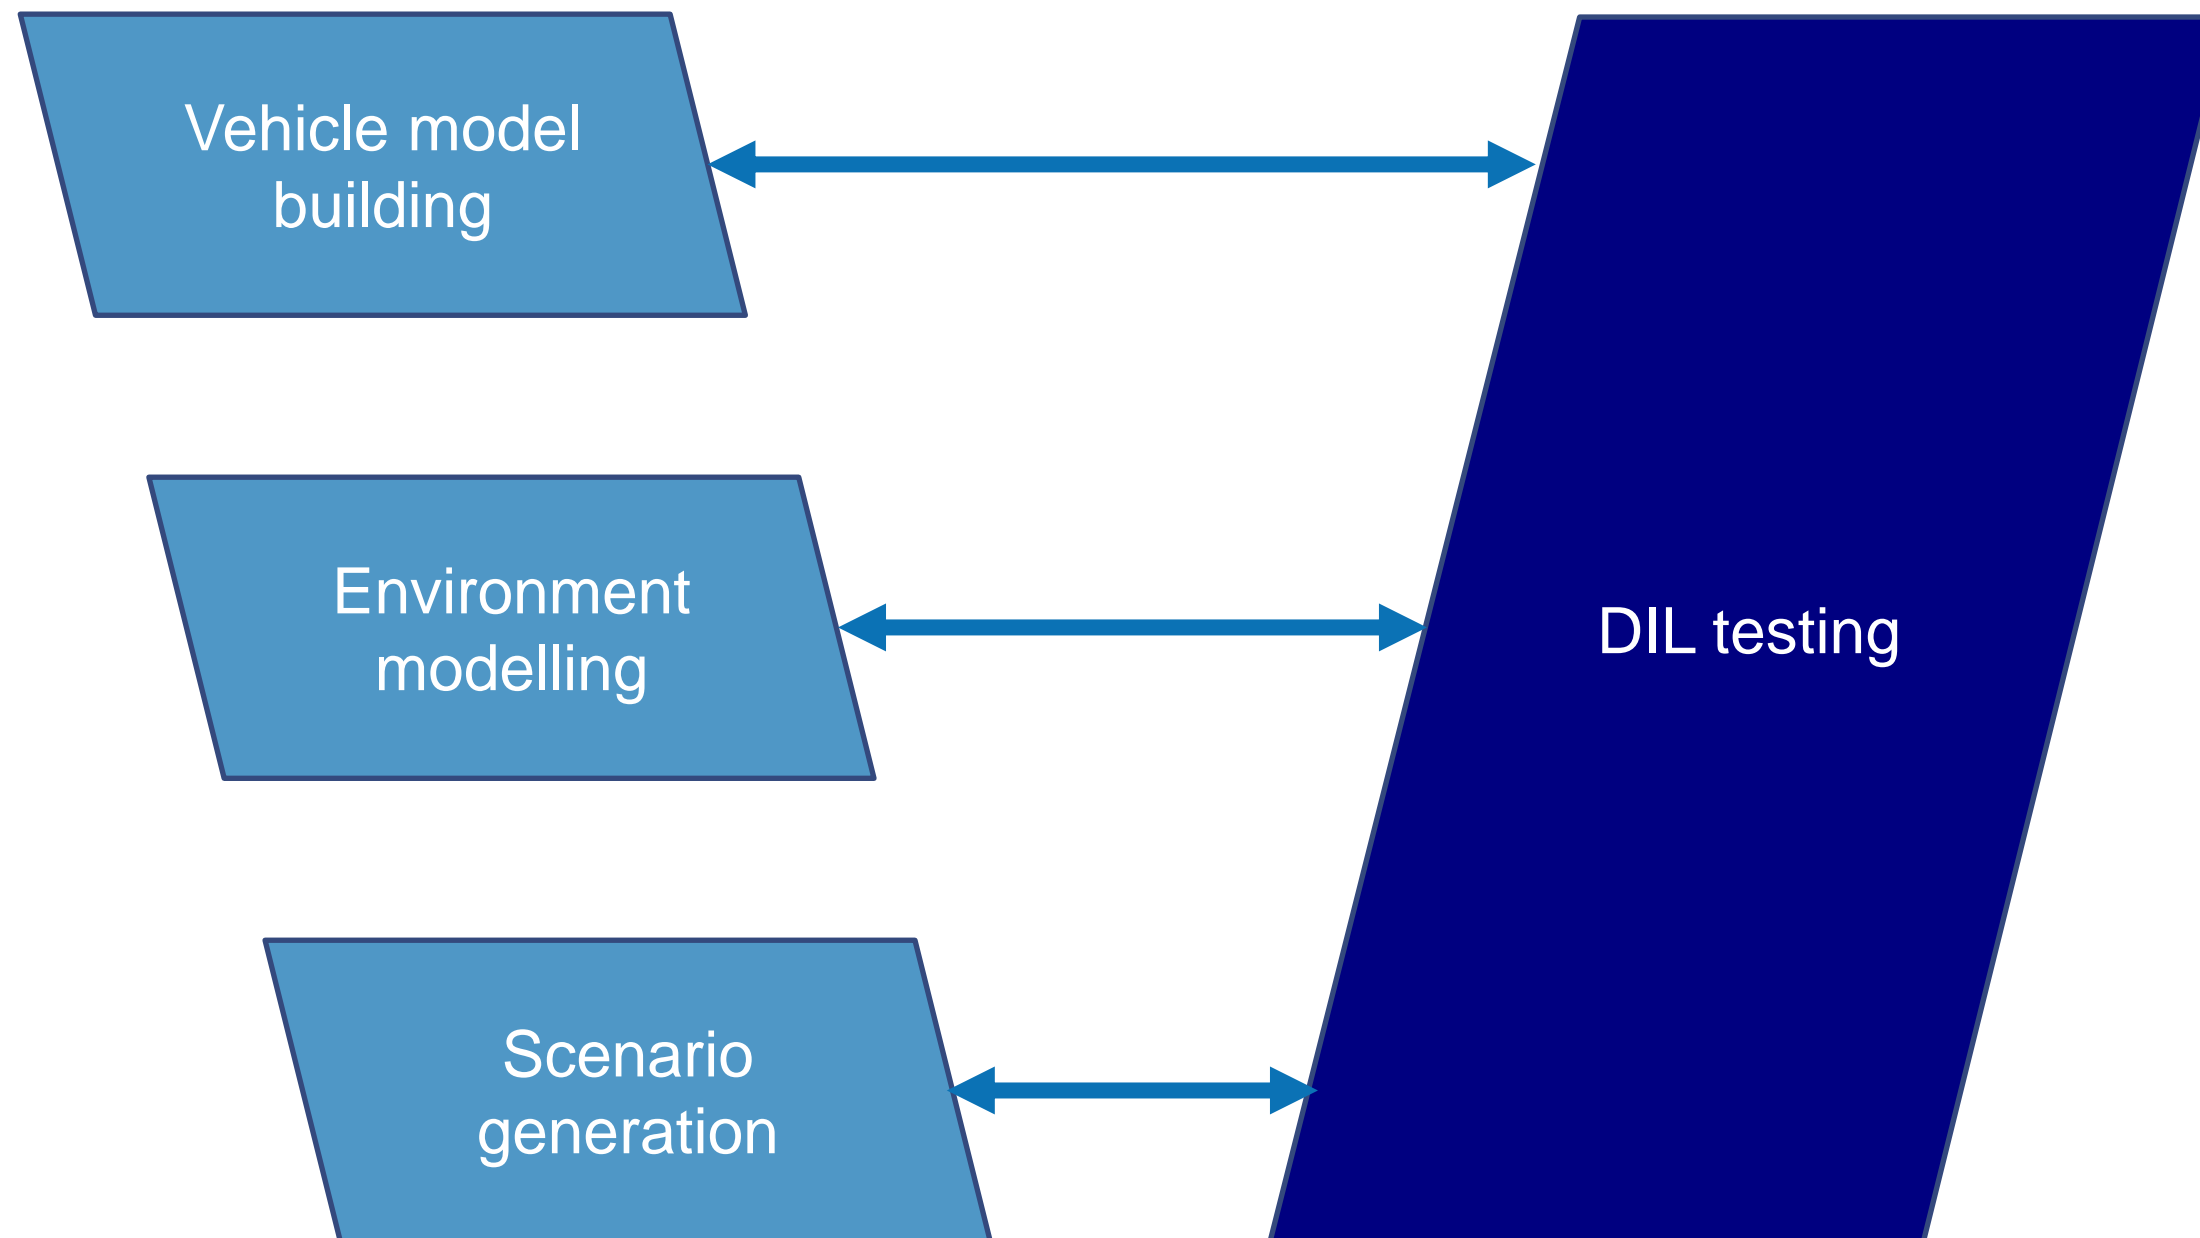 Vehicle model
building
Environment
modelling
DIL testing
Scenario
generation